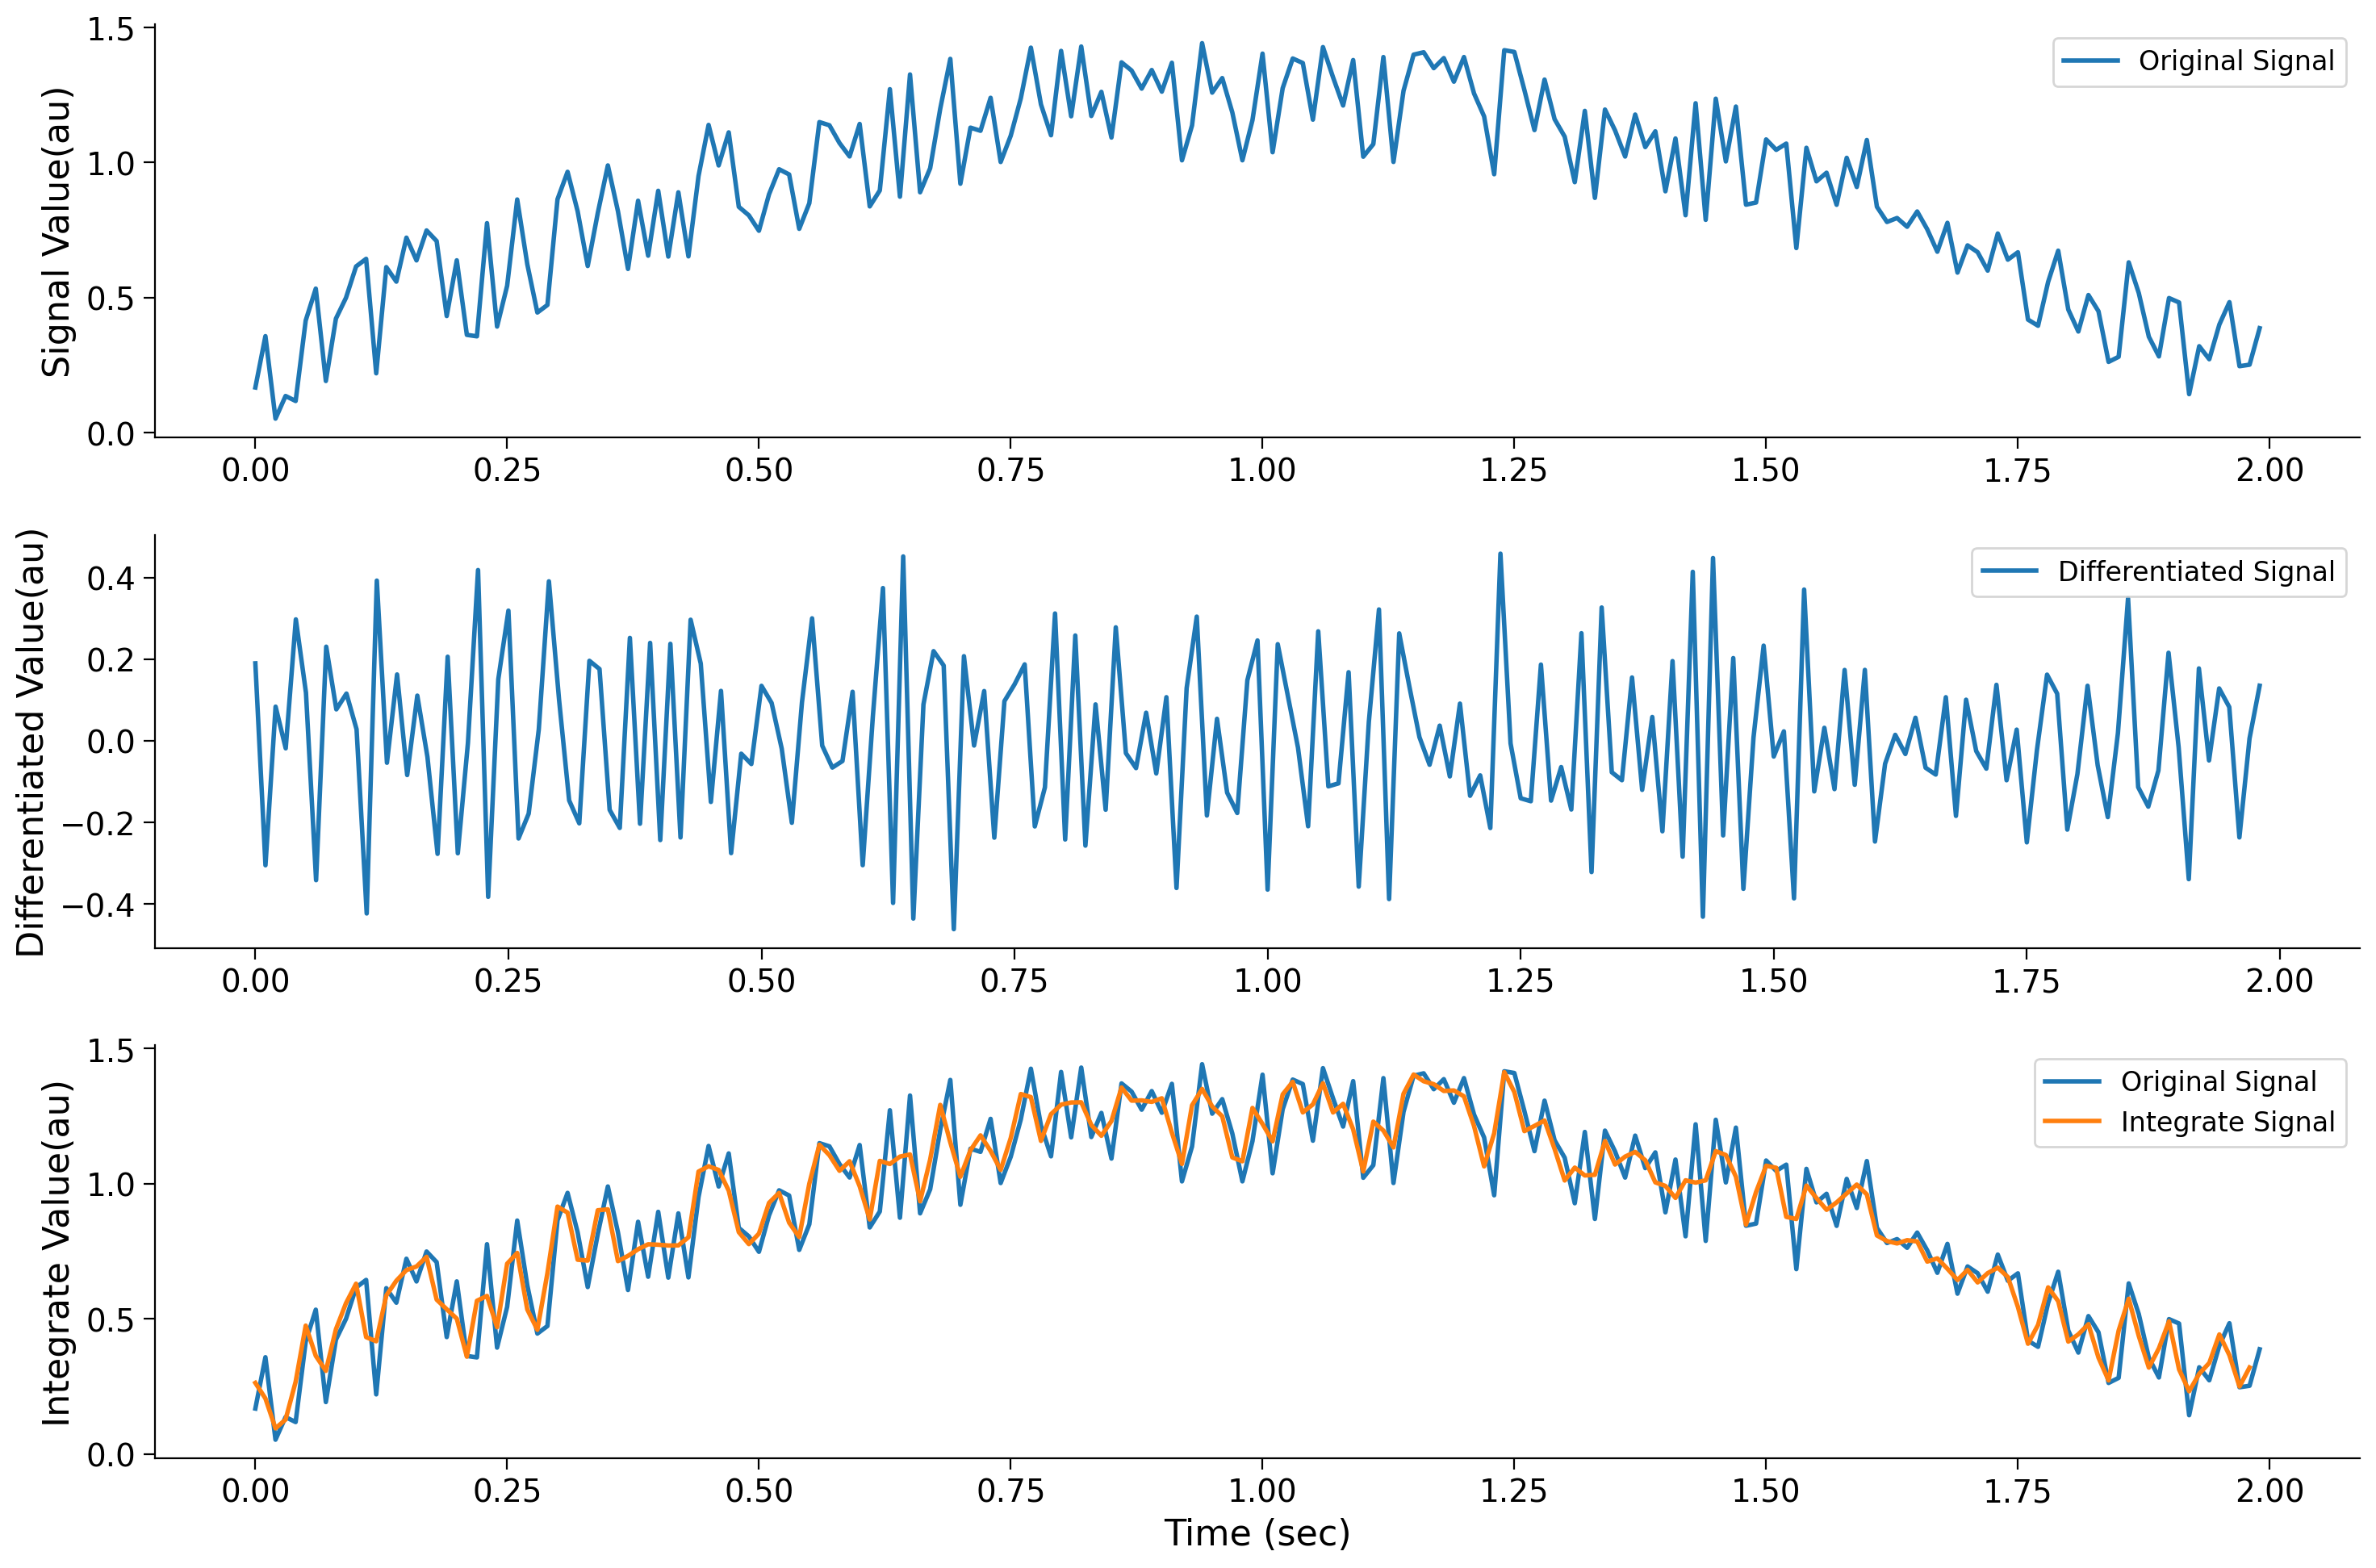 1.5
1.0
0.5
0.0
Signal Value(au)
Original Signal
0.00 0.25 0.50 0.75 1.00 1.25 1.50 1.75 2.00
0.4
0.2
0.0
−0.2
−0.4
Differentiated Value(au)
Differentiated Signal
0.00 0.25 0.50 0.75 1.00 1.25 1.50 1.75 2.00
1.5
1.0
0.5
0.0
Integrate Value(au)
Original Signal
Integrate Signal
0.00 0.25 0.50 0.75 1.00 1.25 1.50 1.75 2.00
Time (sec)